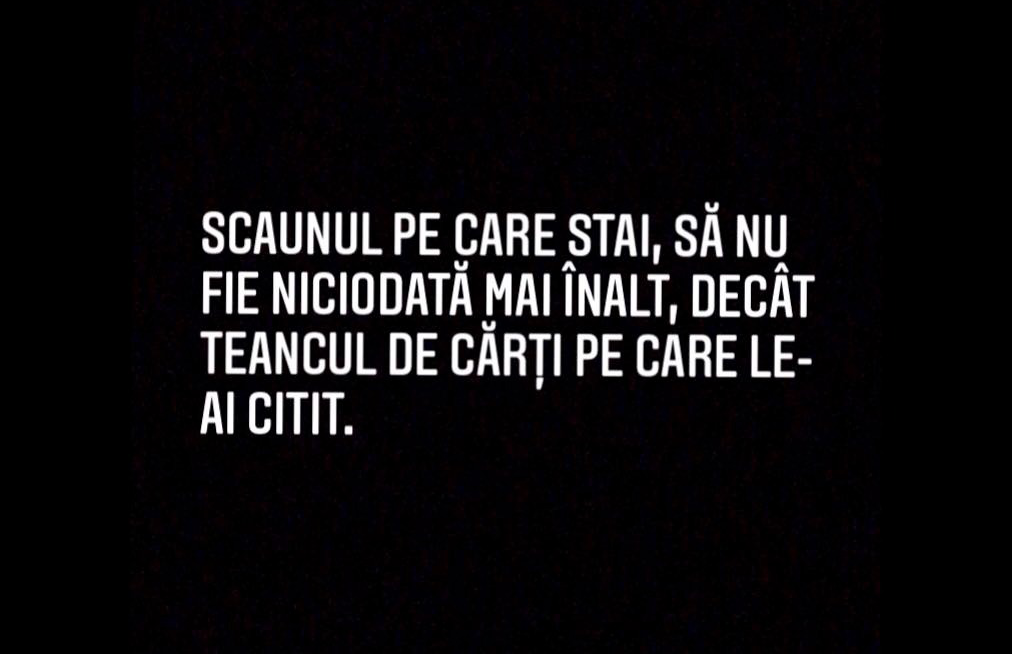 SCAUNUL PE CARE STAI, SĂ NU
FIE NICIODATĂ MAI ÎNALT, DECÂT
TEANCUL DE CĂRȚI PE CARE LE-
AI CITIT.